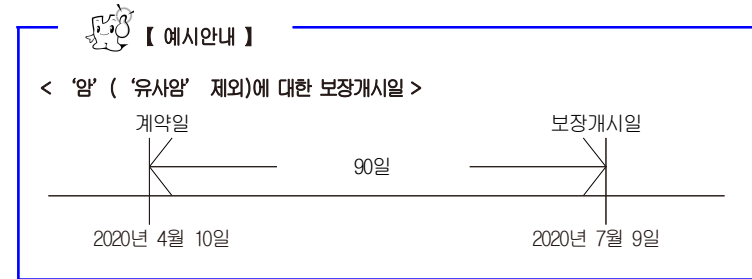 【 예시안내 】
< ‘암’ ( ‘유사암’ 제외)에 대한 보장개시일 >
계약일 보장개시일
90일
2020년 4월 10일 2020년 7월 9일